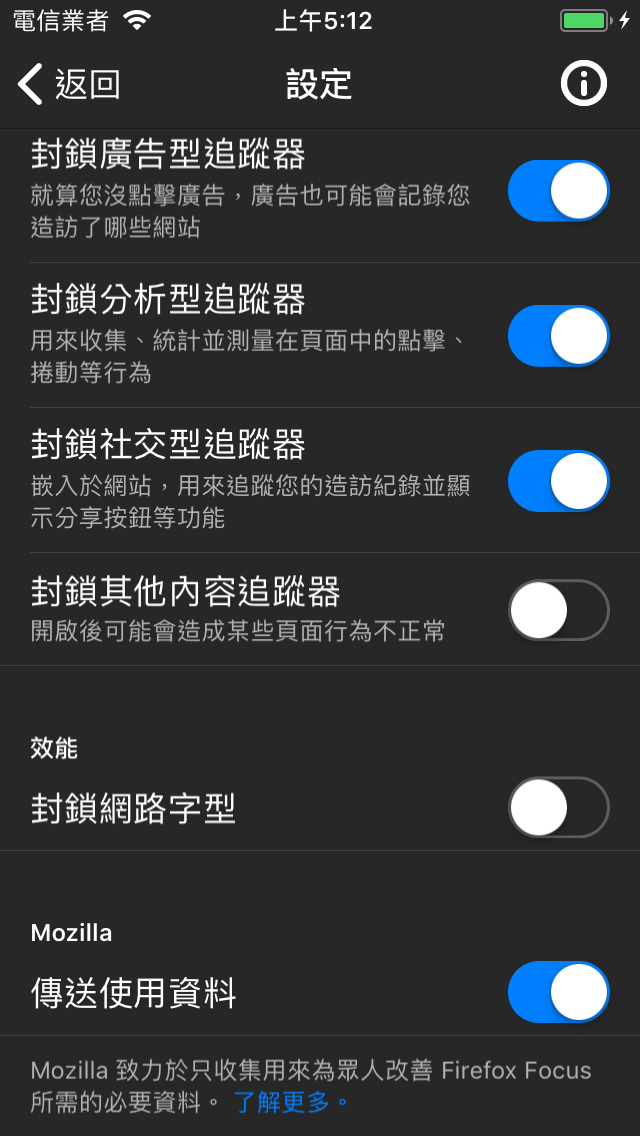 電信業者 上午5:12
返回 設定
封鎖廣告型追蹤器
就算您沒點擊廣告，廣告也可能會記錄您
造訪了哪些網站
封鎖分析型追蹤器
用來收集、統計並測量在頁面中的點擊、
捲動等行為
封鎖社交型追蹤器
嵌入於網站，用來追蹤您的造訪紀錄並顯
示分享按鈕等功能
封鎖其他內容追蹤器
開啟後可能會造成某些頁面行為不正常
效能
封鎖網路字型
Mozilla
傳送使用資料
Mozilla 致力於只收集用來為眾人改善 Firefox Focus
所需的必要資料。 了解更多。